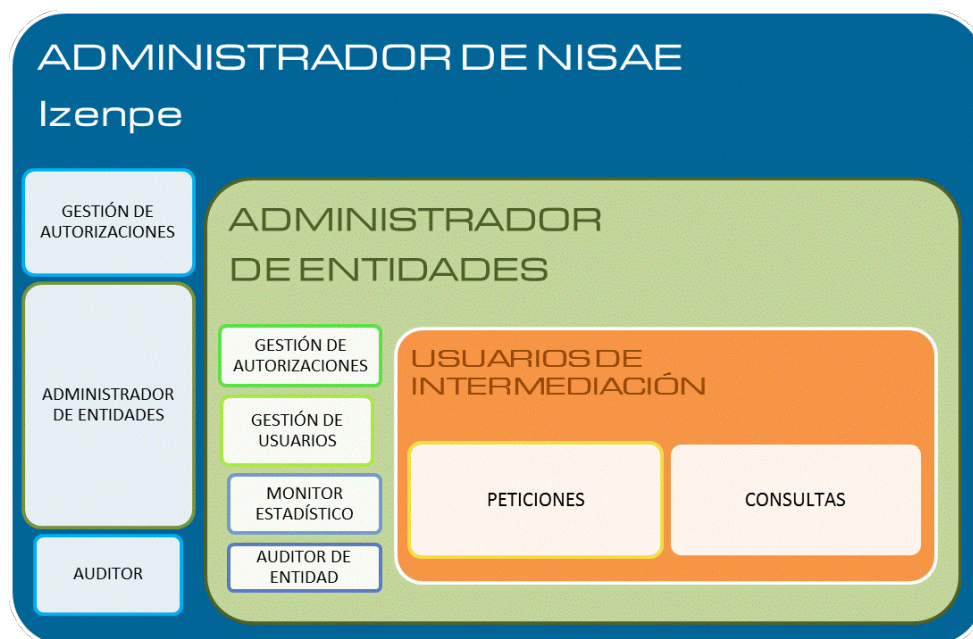 ADMINISTRADOR DE NISAE
Izenpe
GESTIÓN DE
AUTORIZACIONES
ADMINISTRADOR
DE ENTIDADES
AUDITOR
ADMINISTRADOR
DE ENTIDADES
GESTIÓN DE
AUTORIZACIONES
GESTIÓN DE
USUARIOS
MONITOR
ESTADÍSTICO
AUDITOR DE
ENTIDAD
USUARIOS DE
INTERMEDIACIÓN
PETICIONES
CONSULTAS